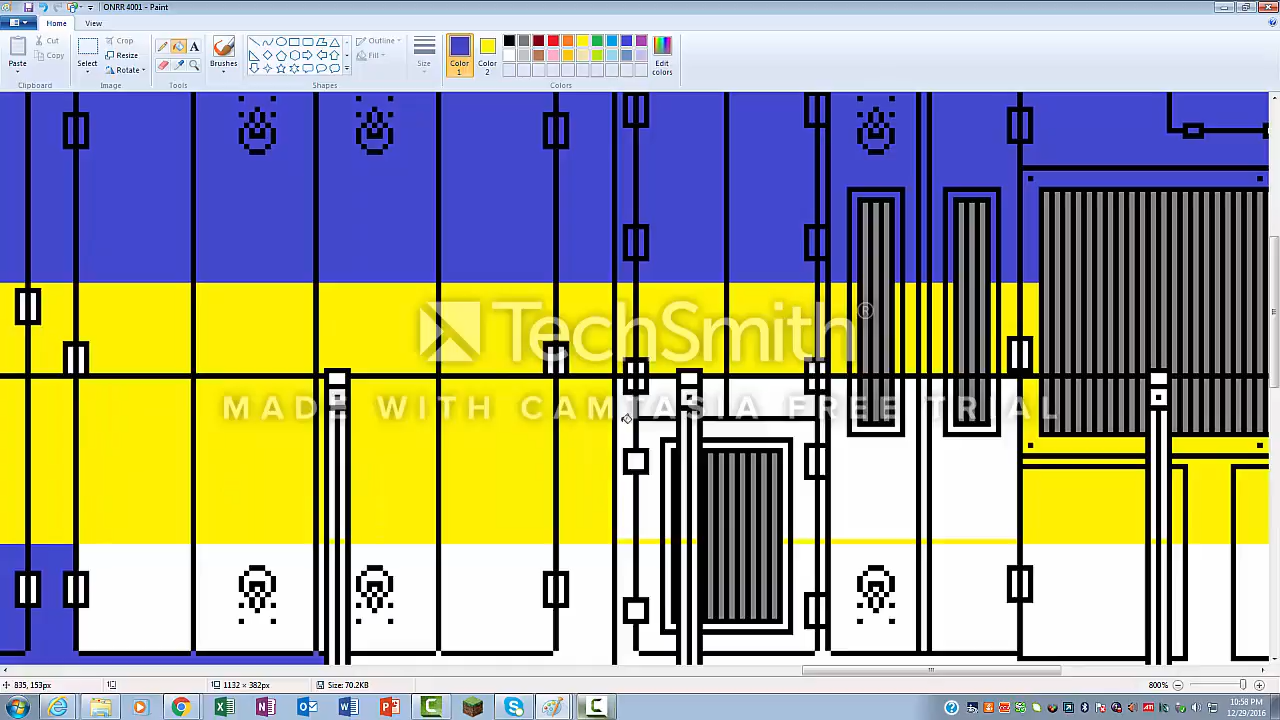 ONRR 4001 - Paint
Home
View
Paste
Cut
Copy
Clipboard
Select
Crop
Resize
Rotate
Image
Tools
Brushes
Outline
Fill
Shapes
Size
Color 1
Color 2
Colors
Edit colors
TechSmith®
MADE WITH CAMTASIA FREE TRIAL
835, 153px
1132 × 382px
Size: 70.2KB
800%
10:58 PM
12/29/2016